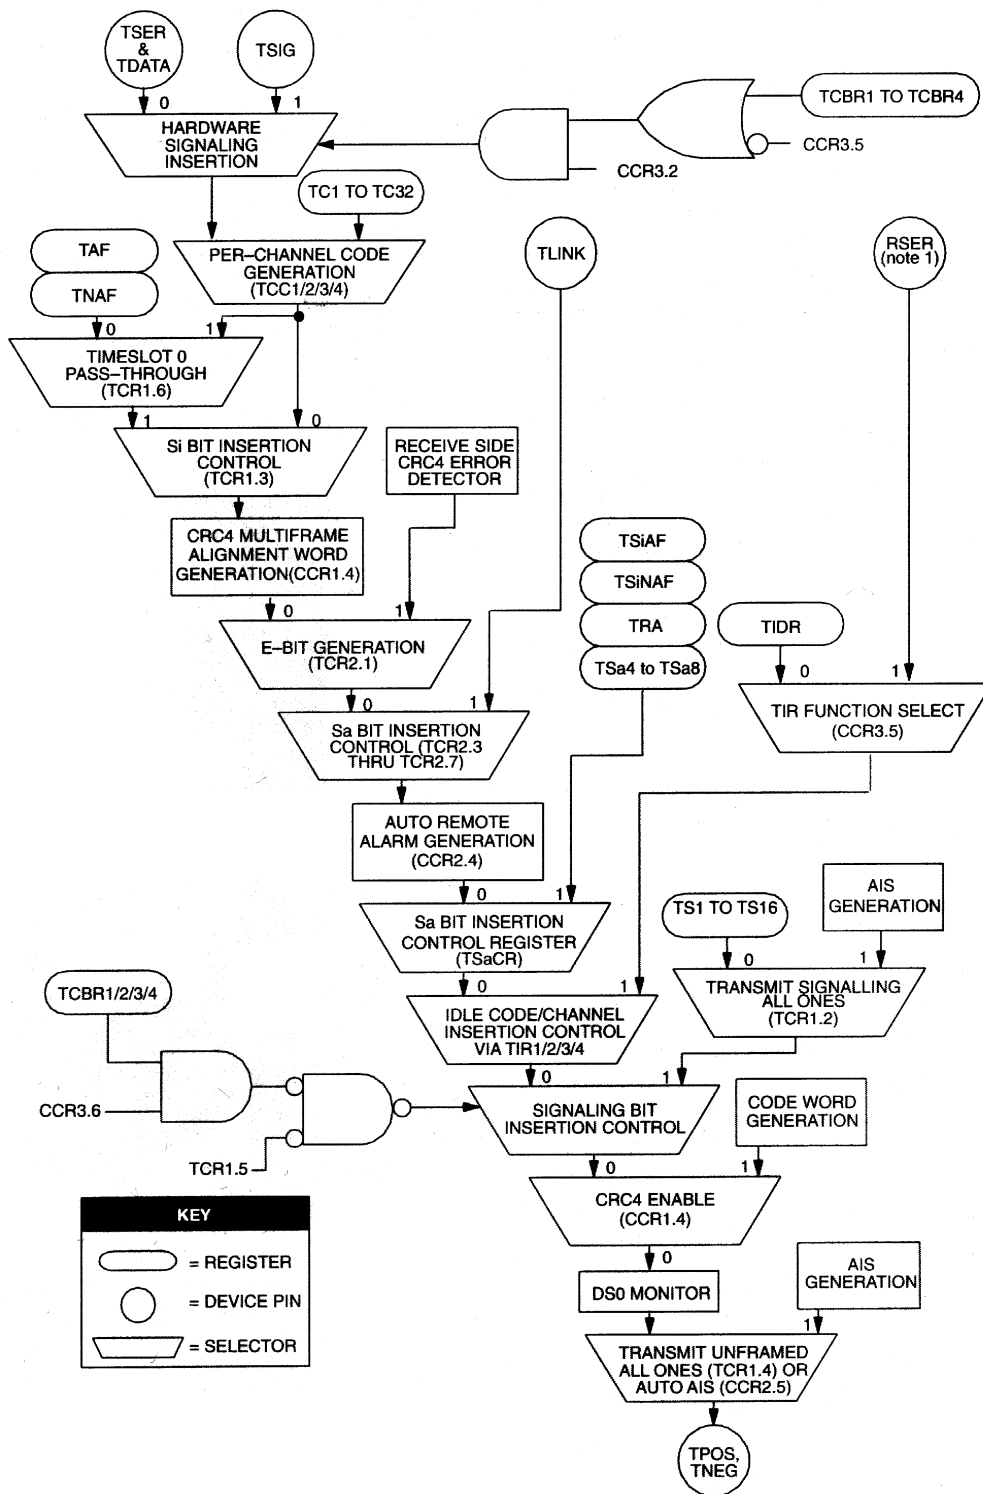 TSER
&
TDATA
TSIG
0
1
TCBR1 TO TCBR4
HARDWARE
SIGNALING
INSERTION
CCR3.5
CCR3.2
TC1 TO TC32
TAF
TNAF
PER–CHANNEL CODE
GENERATION
(TCC1/2/3/4)
TLINK
RSER
(note 1)
0
1
TIMESLOT 0
PASS–THROUGH
(TCR1.6)
1
0
Si BIT INSERTION
CONTROL
(TCR1.3)
RECEIVE SIDE
CRC4 ERROR
DETECTOR
CRC4 MULTIFRAME
ALIGNMENT WORD
GENERATION(CCR1.4)
TSiAF
TSiNAF
TRA
TSa4 to TSa8
0
1
E–BIT GENERATION
(TCR2.1)
TIDR
0
1
TIR FUNCTION SELECT
(CCR3.5)
0
1
Sa BIT INSERTION
CONTROL (TCR2.3
THRU TCR2.7)
AUTO REMOTE
ALARM GENERATION
(CCR2.4)
0
1
Sa BIT INSERTION
CONTROL REGISTER
(TSaCR)
TS1 TO TS16
AIS
GENERATION
0
1
TRANSMIT SIGNALLING
ALL ONES
(TCR1.2)
0
1
IDLE CODE/CHANNEL
INSERTION CONTROL
VIA TIR1/2/3/4
TCBR1/2/3/4
CCR3.6
TCR1.5
0
1
SIGNALING BIT
INSERTION CONTROL
CODE WORD
GENERATION
0
1
CRC4 ENABLE
(CCR1.4)
0
DS0 MONITOR
AIS
GENERATION
1
TRANSMIT UNFRAMED
ALL ONES (TCR1.4) OR
AUTO AIS (CCR2.5)
TPOS,
TNEG
KEY
= REGISTER
= DEVICE PIN
= SELECTOR